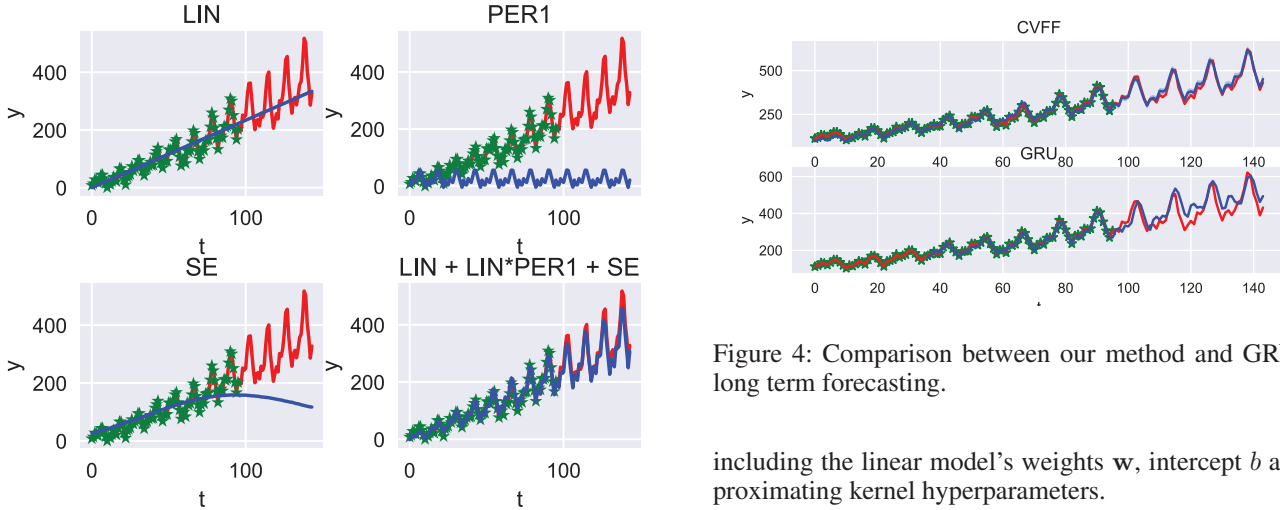 LIN
PER1
400
200
0
y
0
100
t
400
200
0
y
0
100
t
SE
LIN + LIN*PER1 + SE
400
200
0
y
0
100
t
400
200
0
y
0
100
t
CVFF
500
250
y
0 20 40 60 80 100 120 140
GRU
600
400
200
y
0 20 40 60 80 100 120 140
Figure 4: Comparison between our method and GR
long term forecasting.
including the linear model's weights w, intercept b a
proximating kernel hyperparameters.